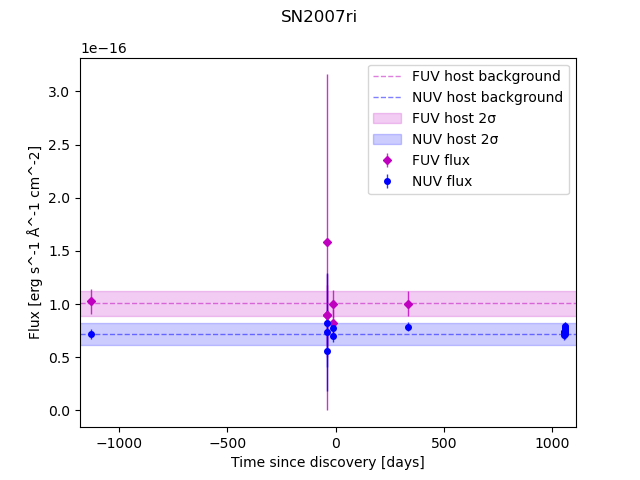 SN2007ri
1e−16
FUV host background
NUV host background
FUV host 2σ
NUV host 2σ
FUV flux
NUV flux
3.0
2.5
2.0
1.5
1.0
0.5
0.0
Flux [erg s^-1 Å^-1 cm^-2]
−1000
−500
0
500
1000
Time since discovery [days]